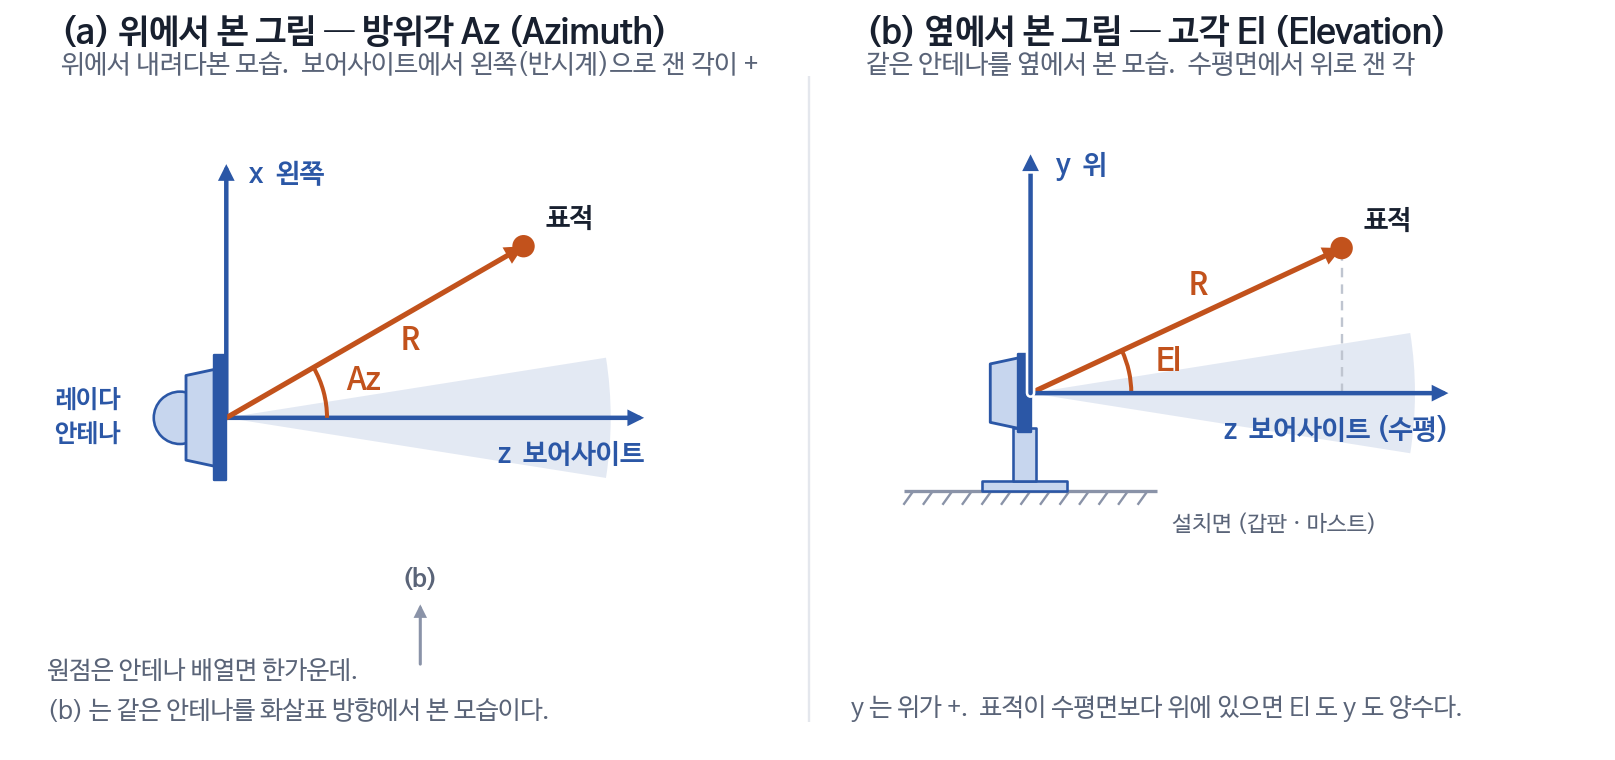 (a) 위에서 본 그림 — 방위각 Az (Azimuth)
위에서 내려다본 모습. 보어사이트에서 왼쪽(반시계)으로 잰 각이 +
x 왼쪽
표적
R
Az
레이다
안테나
z 보어사이트
(b)
원점은 안테나 배열면 한가운데.
(b) 는 같은 안테나를 화살표 방향에서 본 모습이다.
(b) 옆에서 본 그림 — 고각 El (Elevation)
같은 안테나를 옆에서 본 모습. 수평면에서 위로 잰 각
y 위
표적
R
El
z 보어사이트 (수평)
설치면 (갑판 · 마스트)
y 는 위가 +. 표적이 수평면보다 위에 있으면 El 도 y 도 양수다.